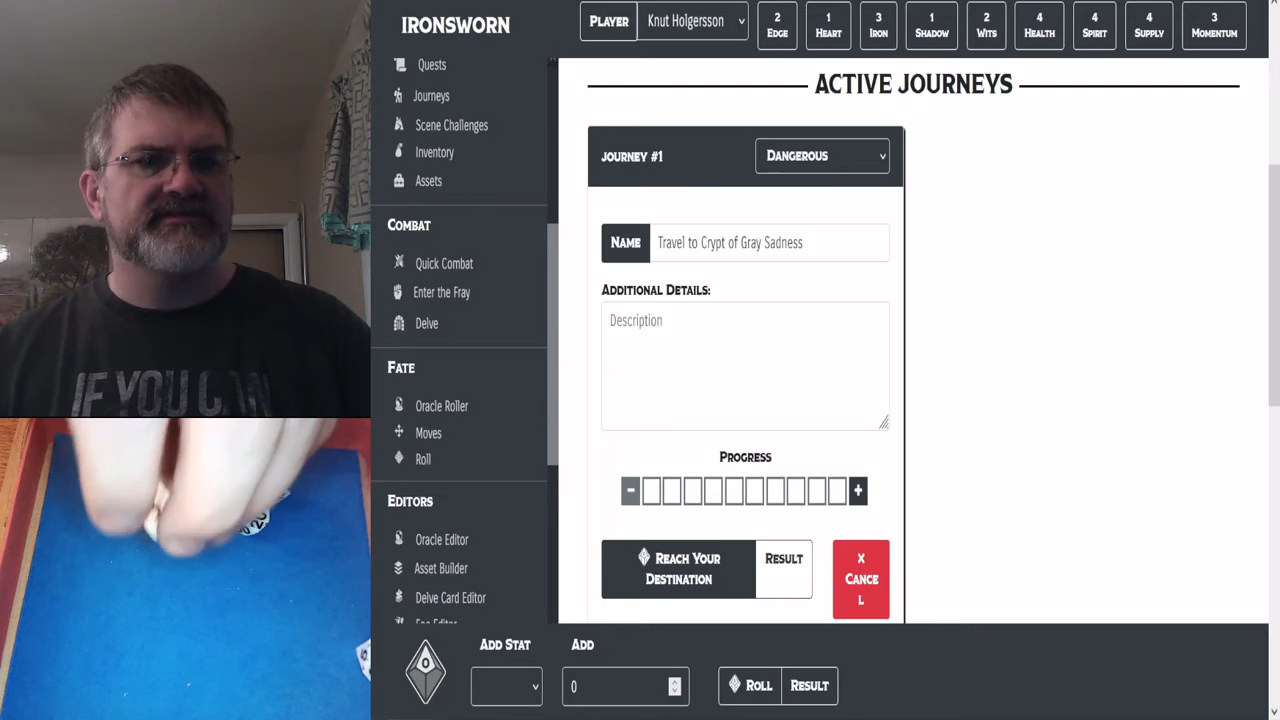 IRONSWORN
PLAYER
Knut Holgersson
2
EDGE
1
HEART
3
IRON
1
SHADOW
2
WITS
4
HEALTH
4
SPIRIT
4
SUPPLY
3
MOMENTUM
Quests
Journeys
Scene Challenges
Inventory
Assets
COMBAT
Quick Combat
Enter the Fray
Delve
FATE
Oracle Roller
Moves
Roll
EDITORS
Oracle Editor
Asset Builder
Delve Card Editor
ACTIVE JOURNEYS
JOURNEY #1
DANGEROUS
NAME
Travel to Crypt of Gray Sadness
ADDITIONAL DETAILS:
Description
PROGRESS
-
+
REACH YOUR
DESTINATION
RESULT
X
CANCE
L
0
ADD STAT
ADD
0
ROLL
RESULT
IF YOU CAN
20